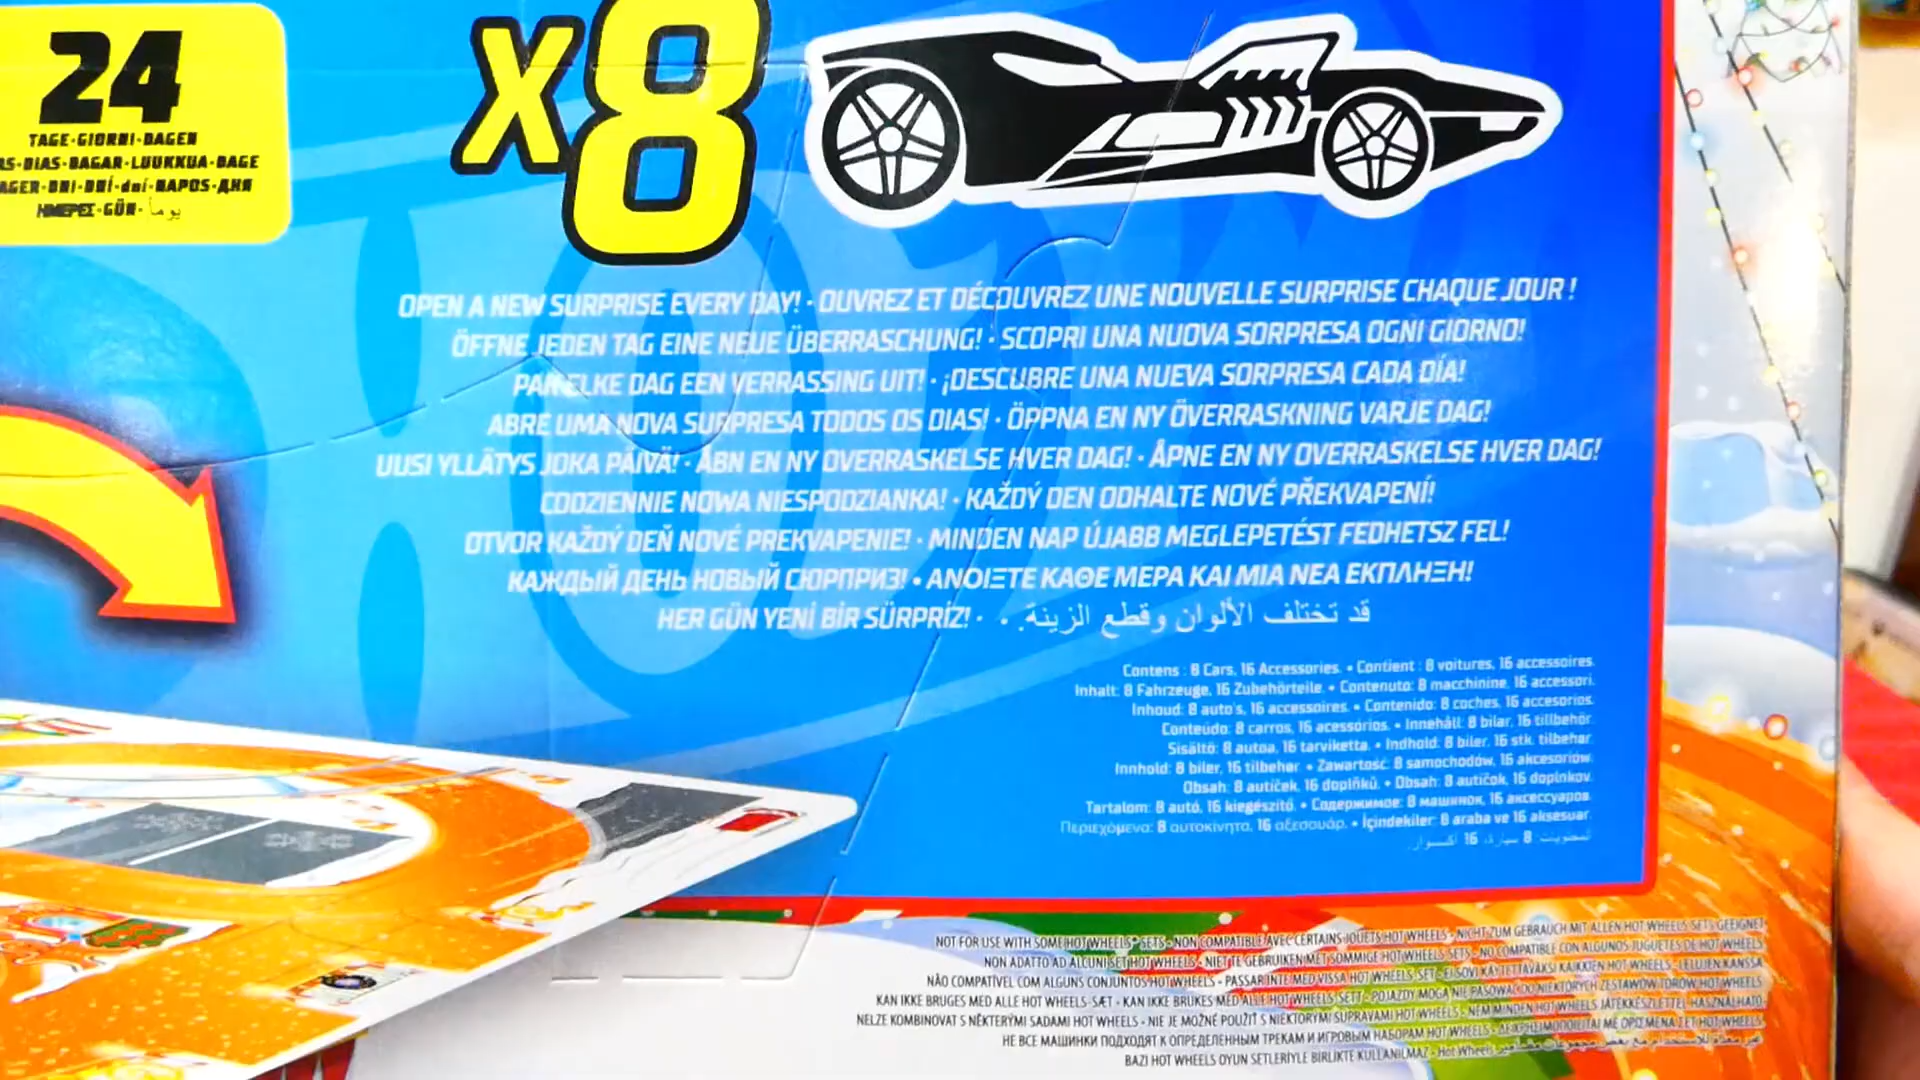 24
TAGE·GIORNI·DAGEN
DIAS·DAGAR·LUUKKUA·DAGE
DNI·DNÍ·dní·NAPOS·ДНЯ
ΗΜΕΡΕΣ·GÜN· يوماً
X8
OPEN A NEW SURPRISE EVERY DAY! · OUVREZ ET DÉCOUVREZ UNE NOUVELLE SURPRISE CHAQUE JOUR !
ÖFFNE JEDEN TAG EINE NEUE ÜBERRASCHUNG! · SCOPRI UNA NUOVA SORPRESA OGNI GIORNO!
PAK ELKE DAG EEN VERRASSING UIT! · ¡DESCUBRE UNA NUEVA SORPRESA CADA DÍA!
ABRE UMA NOVA SURPRESA TODOS OS DIAS! · ÖPPNA EN NY ÖVERRASKNING VARJE DAG!
UUSI YLLÄTYS JOKA PÄIVÄ! · ÅBN EN NY OVERRASKELSE HVER DAG! · ÅPNE EN NY OVERRASKELSE HVER DAG!
CODZIENNIE NOWA NIESPODZIANKA! · KAŽDÝ DEN ODHALTE NOVÉ PŘEKVAPENÍ!
OTVOR KAŽDÝ DEŇ NOVÉ PREKVAPENIE! · MINDEN NAP ÚJABB MEGLEPETÉST FEDHETSZ FEL!
КАЖДЫЙ ДЕНЬ НОВЫЙ СЮРПРИЗ! • ΑΝΟΙΞΤΕ ΚΑΘΕ ΜΕΡΑ ΚΑΙ ΜΙΑ ΝΕΑ ΕΚΠΛΗΞΗ!
HER GÜN YENİ BİR SÜRPRİZ! · • قد تختلف الألوان وقطع الزينة.
Contens : 8 Cars, 16 Accessories. • Contient : 8 voitures, 16 accessoires.
Inhalt: 8 Fahrzeuge, 16 Zubehörteile. • Contenuto: 8 macchinine, 16 accessori.
Inhoud: 8 auto's, 16 accessoires. • Contenido: 8 coches, 16 accesorios.
Conteúdo: 8 carros, 16 acessórios. • Innehåll: 8 bilar, 16 tillbehör.
Sisältö: 8 autoa, 16 tarviketta. • Indhold: 8 biler, 16 stk. tilbehør.
Innhold: 8 biler, 16 tilbehør • Zawartość: 8 samochodów, 16 akcesoriów.
Obsah: 8 autíček, 16 doplňků. • Obsah: 8 autíčok, 16 doplnkov.
Tartalom: 8 autó, 16 kiegészítő. • Содержимое: 8 машинок, 16 аксессуаров.
Περιεχόμενα: 8 αυτοκίνητα, 16 αξεσουάρ. • İçindekiler: 8 araba ve 16 aksesuar.
8 سيارة، 16 أكسسوار.
NOT FOR USE WITH SOME HOT WHEELS® SETS • NON COMPATIBLE AVEC CERTAINS JOUETS HOT WHEELS • NICHT ZUM GEBRAUCH MIT ALLEN HOT WHEELS SETS GEEIGNET
NON ADATTO AD ALCUNI SET HOT WHEELS • NIET TE GEBRUIKEN MET SOMMIGE HOT WHEELS SETS • NO COMPATIBLE CON ALGUNOS JUGUETES DE HOT WHEELS
NÃO COMPATÍVEL COM ALGUNS CONJUNTOS HOT WHEELS • PASSAR INTE MED VISSA HOT WHEELS SET • EI SOVI KÄYTETTÄVÄKSI KAIKKIEN HOT WHEELS -LELUJEN KANSSA
KAN IKKE BRUGES MED ALLE HOT WHEELS-SÆT • KAN IKKE BRUKES MED ALLE HOT WHEELS-SETT • POJAZDY MOGĄ NIE PASOWAĆ DO NIEKTÓRYCH ZESTAWÓW TORÓW HOT WHEELS
NELZE KOMBINOVAT S NĚKTERÝMI SADAMI HOT WHEELS • NIE JE MOŽNÉ POUŽIŤ S NIEKTORÝMI SÚPRAVAMI HOT WHEELS • NEM MINDEN HOT WHEELS JÁTÉKKÉSZLETTEL HASZNÁLHATÓ
НЕ ВСЕ МАШИНКИ ПОДХОДЯТ К ОПРЕДЕЛЕННЫМ ТРЕКАМ И ИГРОВЫМ НАБОРАМ HOT WHEELS •
BAZI HOT WHEELS OYUN SETLERİYLE BİRLİKTE KULLANILMAZ •